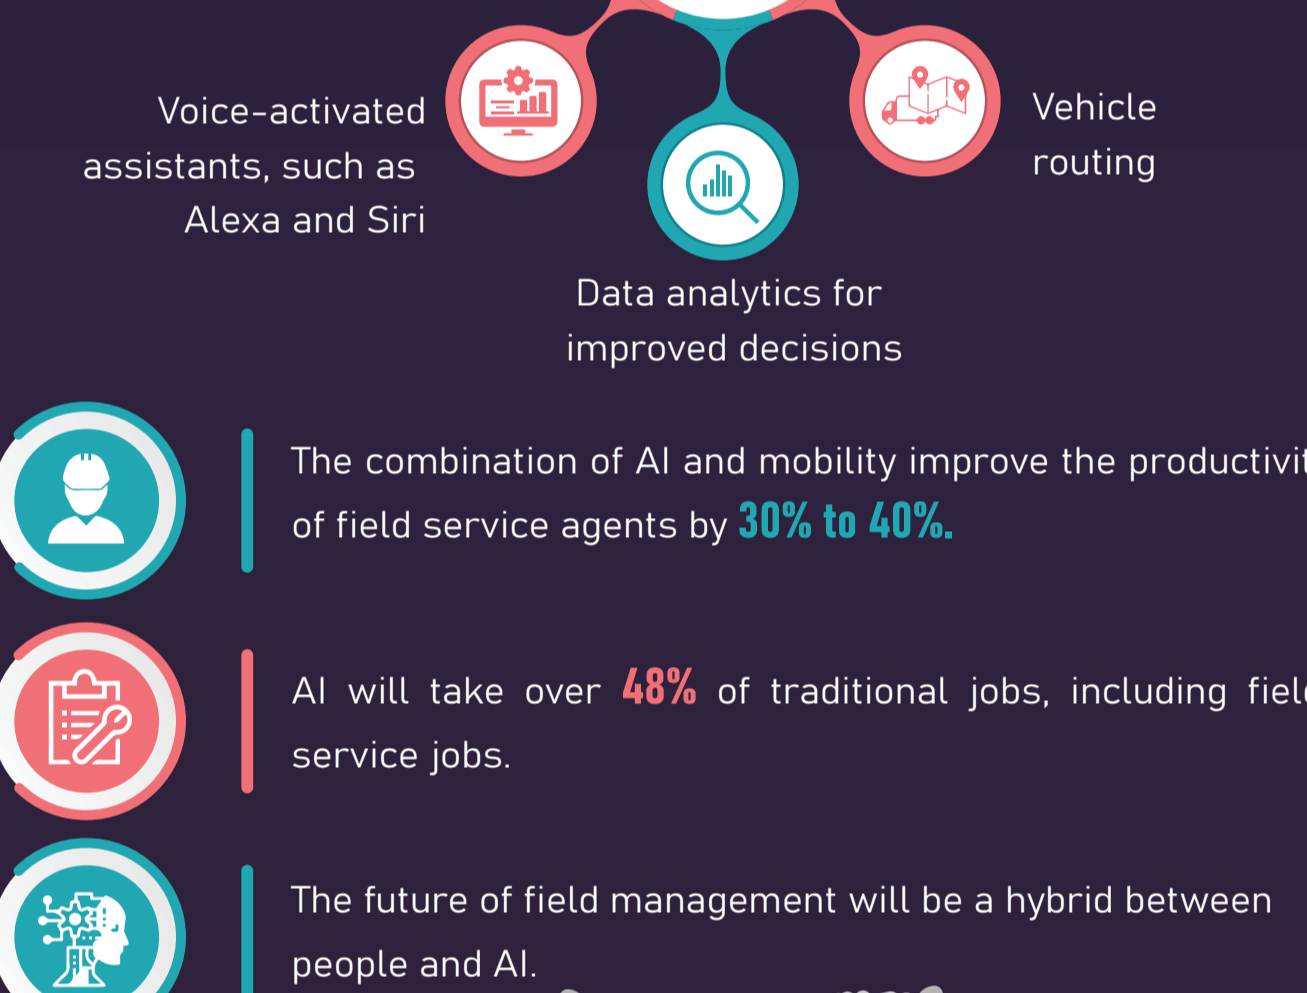 Voice-activated
assistants, such as
Alexa and Siri
Vehicle
routing
Data analytics for
improved decisions
The combination of AI and mobility improve the productivit
of field service agents by 30% to 40%.
AI will take over 48% of traditional jobs, including fiel
service jobs.
The future of field management will be a hybrid between
people and AI.